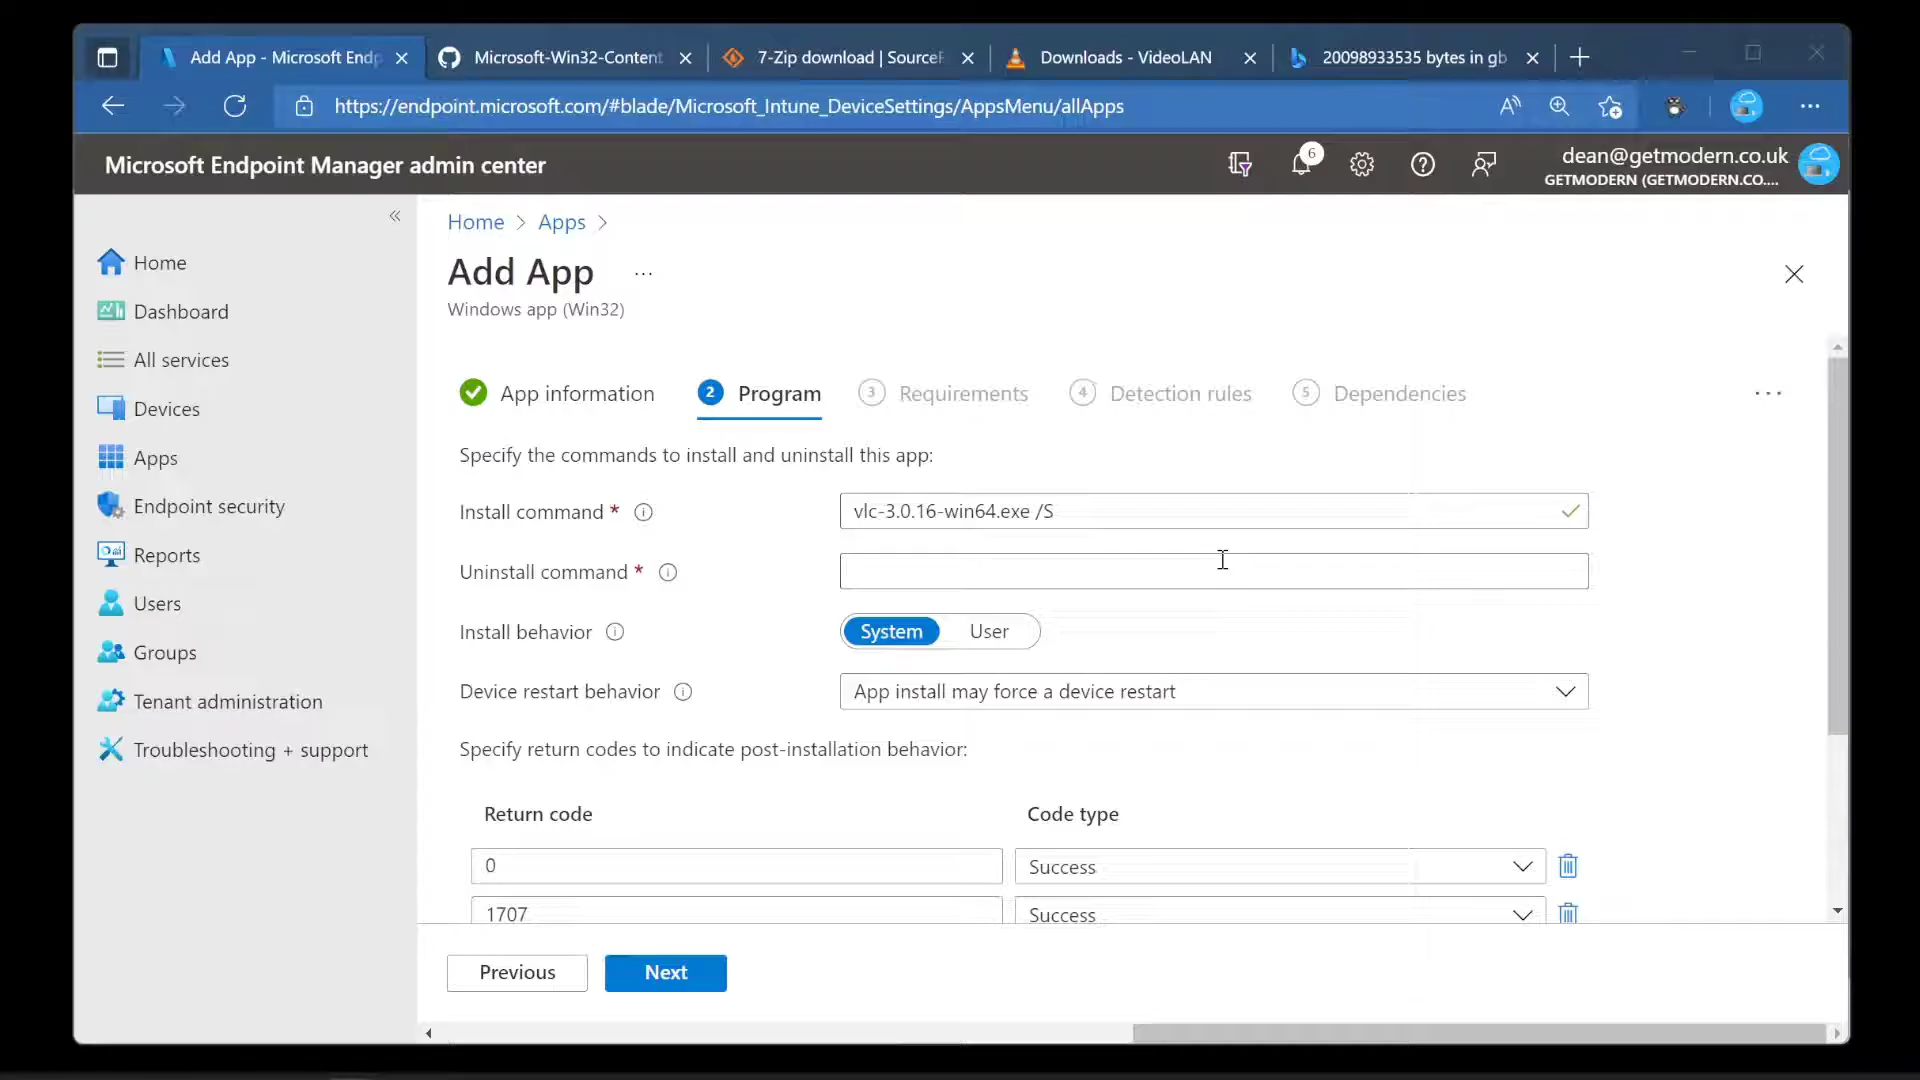 Add App - Microsoft Endp
Microsoft-Win32-Content
7-Zip download | SourceF
Downloads - VideoLAN
20098933535 bytes in gb
https://endpoint.microsoft.com/#blade/Microsoft_Intune_DeviceSettings/AppsMenu/allApps
Microsoft Endpoint Manager admin center
6
dean@getmodern.co.uk
GETMODERN (GETMODERN.CO....
Home
Dashboard
All services
Devices
Apps
Endpoint security
Reports
Users
Groups
Tenant administration
Troubleshooting + support
Home > Apps >
Add App ...
Windows app (Win32)
App information
2 Program
3 Requirements
4 Detection rules
5 Dependencies
...
Specify the commands to install and uninstall this app:
Install command *
vlc-3.0.16-win64.exe /S
Uninstall command *
Install behavior
System
User
Device restart behavior
App install may force a device restart
Specify return codes to indicate post-installation behavior:
Return code
Code type
0
Success
1707
Success
Previous
Next